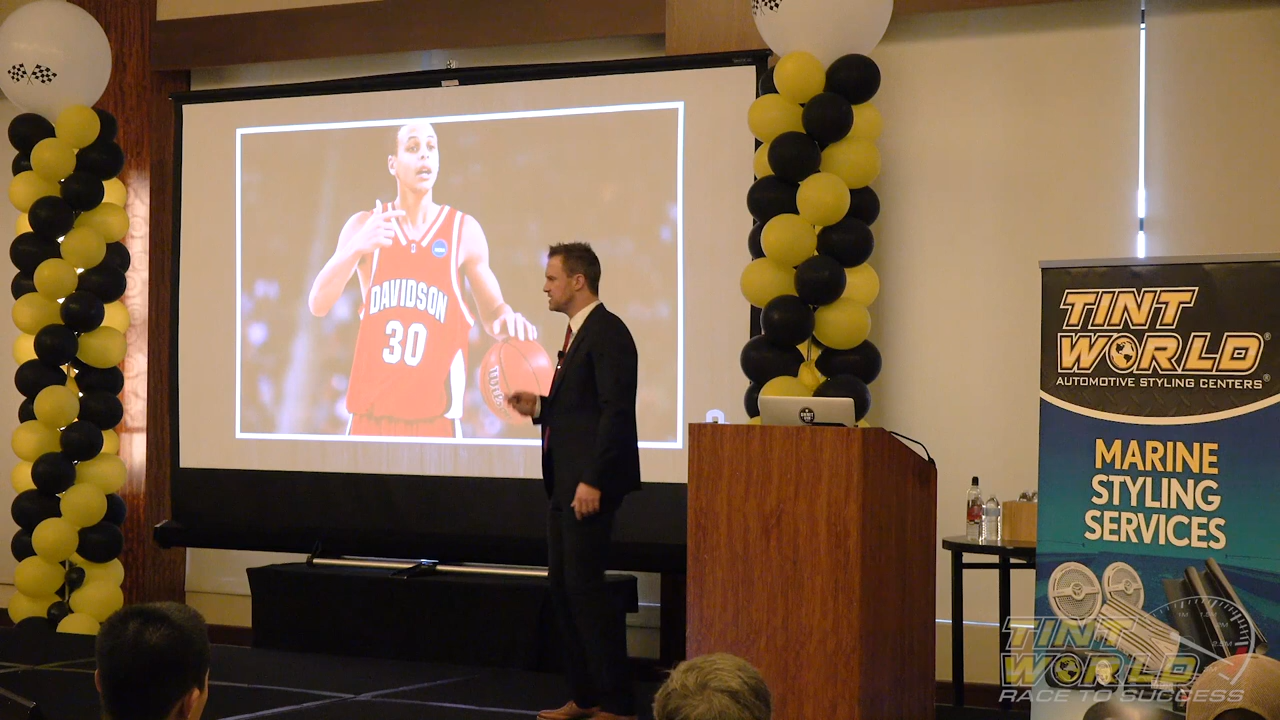 DAVIDSON
30
TINT
WORLD®
AUTOMOTIVE STYLING CENTERS®
MARINE
STYLING
SERVICES
TINT
WORLD
RACE TO SUCCESS